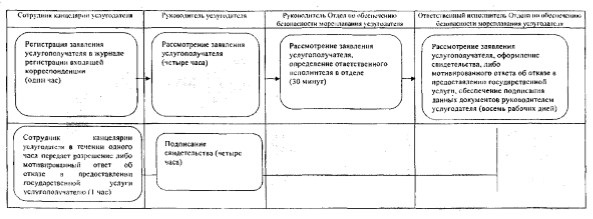 Сотрудник канцелярии услугодателя
Руководитель услугодателя
Руководитель Отдел по обеспечению
безопасности мореплавания услугодателя
Ответственный исполнитель Отдела по обеспечению
безопасности мореплавания услугодателя
Регистрация заявления
услугополучателя в журнале
регистрации входящей
корреспонденции
(один час)
Рассмотрение заявления
услугополучателя
(четыре часа)
Рассмотрение заявления
услугополучателя,
определение ответственного
исполнителя в отделе
(30 минут)
Рассмотрение заявления
услугополучателя, оформление
свидетельства, либо
мотивированного ответа об отказе в
предоставлении государственной
услуги, обеспечение подписания
данных документов руководителем
услугодателя (восемь рабочих дней)
Сотрудник канцелярии
услугодателя в течении одного
часа передает разрешение либо
мотивированный ответ об
отказе в предоставлении
государственной услуги
услугополучателю (1 час)
Подписание
свидетельства (четыре
часа)